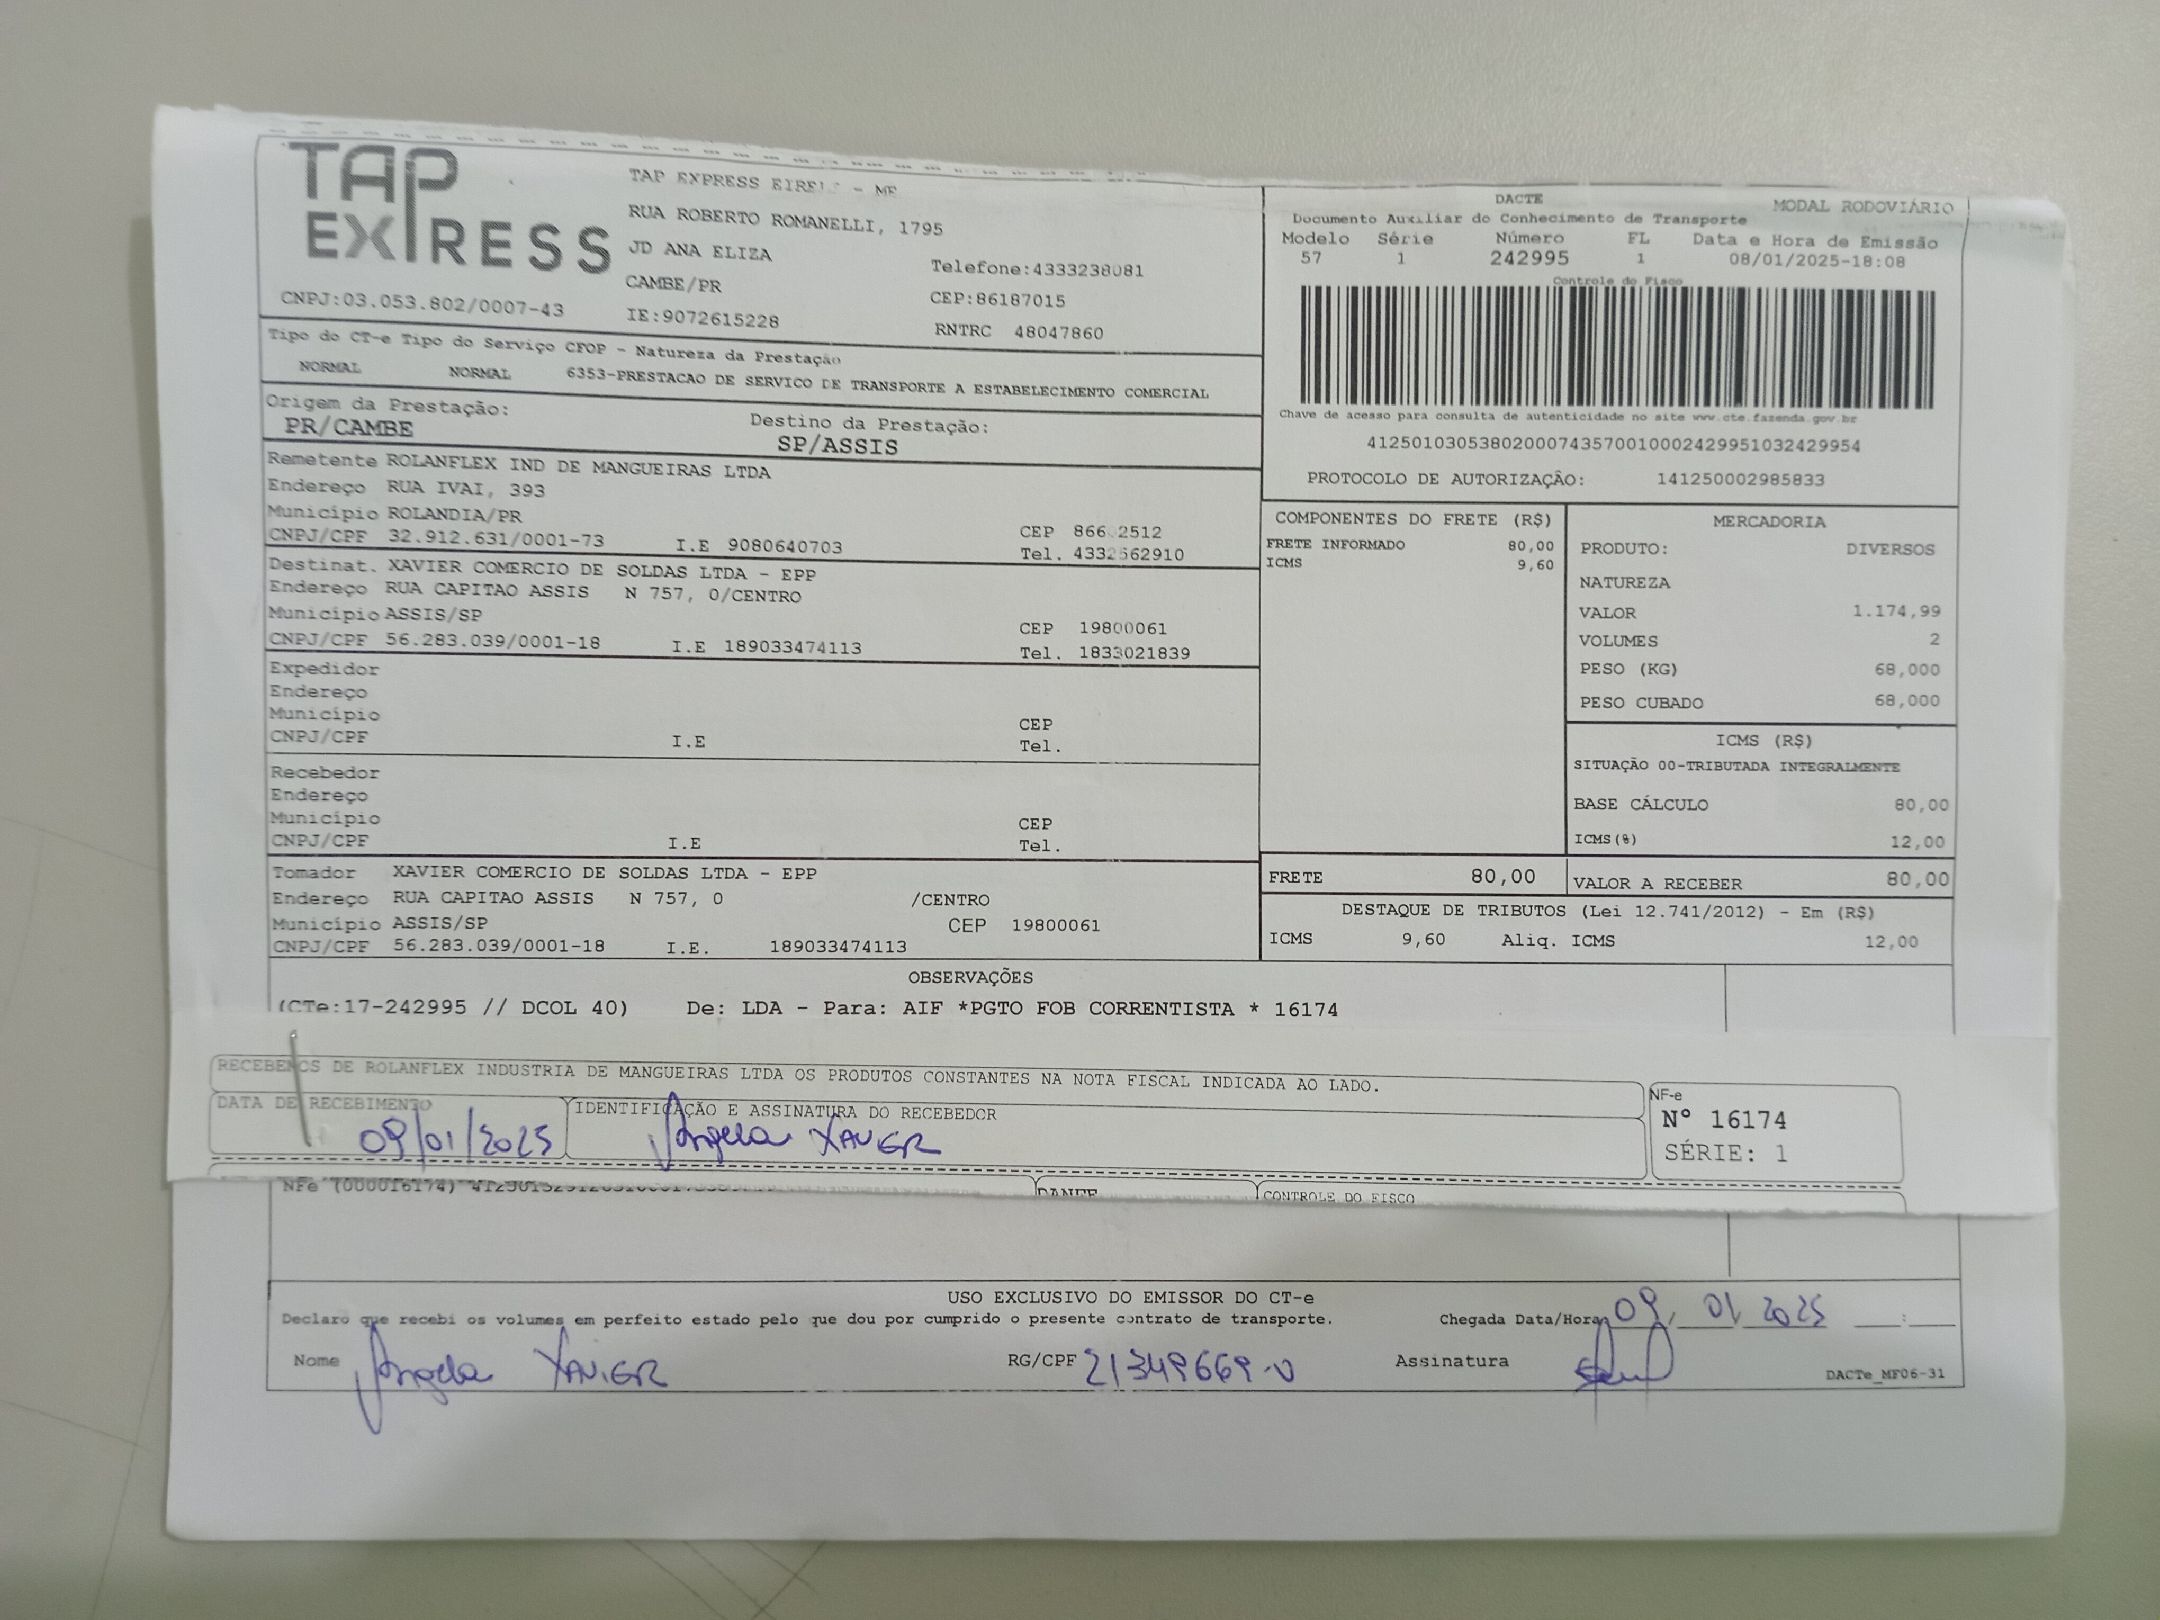 TAP
EXPRESS
TAP EXPRESS EIRELI - ME
RUA ROBERTO ROMANELLI, 1795
JD ANA ELIZA
CAMBE/PR
IE:9072615228
Telefone:4333238081
CEP:86187015
RNTRC 48047860
CNPJ:03.053.802/0007-43
DACTE MODAL RODOVIÁRIO
Documento Auxiliar do Conhecimento de Transporte
Modelo Série Número FL Data e Hora de Emissão
57 1 242995 1 08/01/2025-18:08
Controle do Fisco
Chave de acesso para consulta de autenticidade no site www.cte.fazenda.gov.br
41250103053802000743570010002429951032429954
PROTOCOLO DE AUTORIZAÇÃO: 141250002985833
Tipo do CT-e Tipo do Serviço CFOP - Natureza da Prestação
NORMAL NORMAL 6353-PRESTACAO DE SERVICO DE TRANSPORTE A ESTABELECIMENTO COMERCIAL
Origem da Prestação: Destino da Prestação:
PR/CAMBE SP/ASSIS
Remetente ROLANFLEX IND DE MANGUEIRAS LTDA
Endereço RUA IVAI, 393
Município ROLANDIA/PR CEP 866 2512
CNPJ/CPF 32.912.631/0001-73 I.E 9080640703 Tel. 4332562910
Destinat. XAVIER COMERCIO DE SOLDAS LTDA - EPP
Endereço RUA CAPITAO ASSIS N 757, 0/CENTRO
Município ASSIS/SP CEP 19800061
CNPJ/CPF 56.283.039/0001-18 I.E 189033474113 Tel. 1833021839
Expedidor
Endereço
Município CEP
CNPJ/CPF I.E Tel.
Recebedor
Endereço
Município CEP
CNPJ/CPF I.E Tel.
Tomador XAVIER COMERCIO DE SOLDAS LTDA - EPP
Endereço RUA CAPITAO ASSIS N 757, 0 /CENTRO
Município ASSIS/SP CEP 19800061
CNPJ/CPF 56.283.039/0001-18 I.E. 189033474113
COMPONENTES DO FRETE (R$)
FRETE INFORMADO 80,00
ICMS 9,60
MERCADORIA
PRODUTO: DIVERSOS
NATUREZA
VALOR 1.174,99
VOLUMES 2
PESO (KG) 68,000
PESO CUBADO 68,000
ICMS (R$)
SITUAÇÃO 00-TRIBUTADA INTEGRALMENTE
BASE CÁLCULO 80,00
ICMS(%) 12,00
FRETE 80,00 VALOR A RECEBER 80,00
DESTAQUE DE TRIBUTOS (Lei 12.741/2012) - Em (R$)
ICMS 9,60 Aliq. ICMS 12,00
OBSERVAÇÕES
(CTe:17-242995 // DCOL 40) De: LDA - Para: AIF *PGTO FOB CORRENTISTA * 16174
RECEBEMOS DE ROLANFLEX INDUSTRIA DE MANGUEIRAS LTDA OS PRODUTOS CONSTANTES NA NOTA FISCAL INDICADA AO LADO.
DATA DE RECEBIMENTO IDENTIFICAÇÃO E ASSINATURA DO RECEBEDOR
09/01/2025 Angela XAVIER
NF-e
Nº 16174
SÉRIE: 1
NFe (000016174) DANFE CONTROLE DO FISCO
USO EXCLUSIVO DO EMISSOR DO CT-e
Declaro que recebi os volumes em perfeito estado pelo que dou por cumprido o presente contrato de transporte. Chegada Data/Hora 09/01/2025 :
Nome Angela XAVIER RG/CPF 21349669-0 Assinatura
DACTe_MF06-31